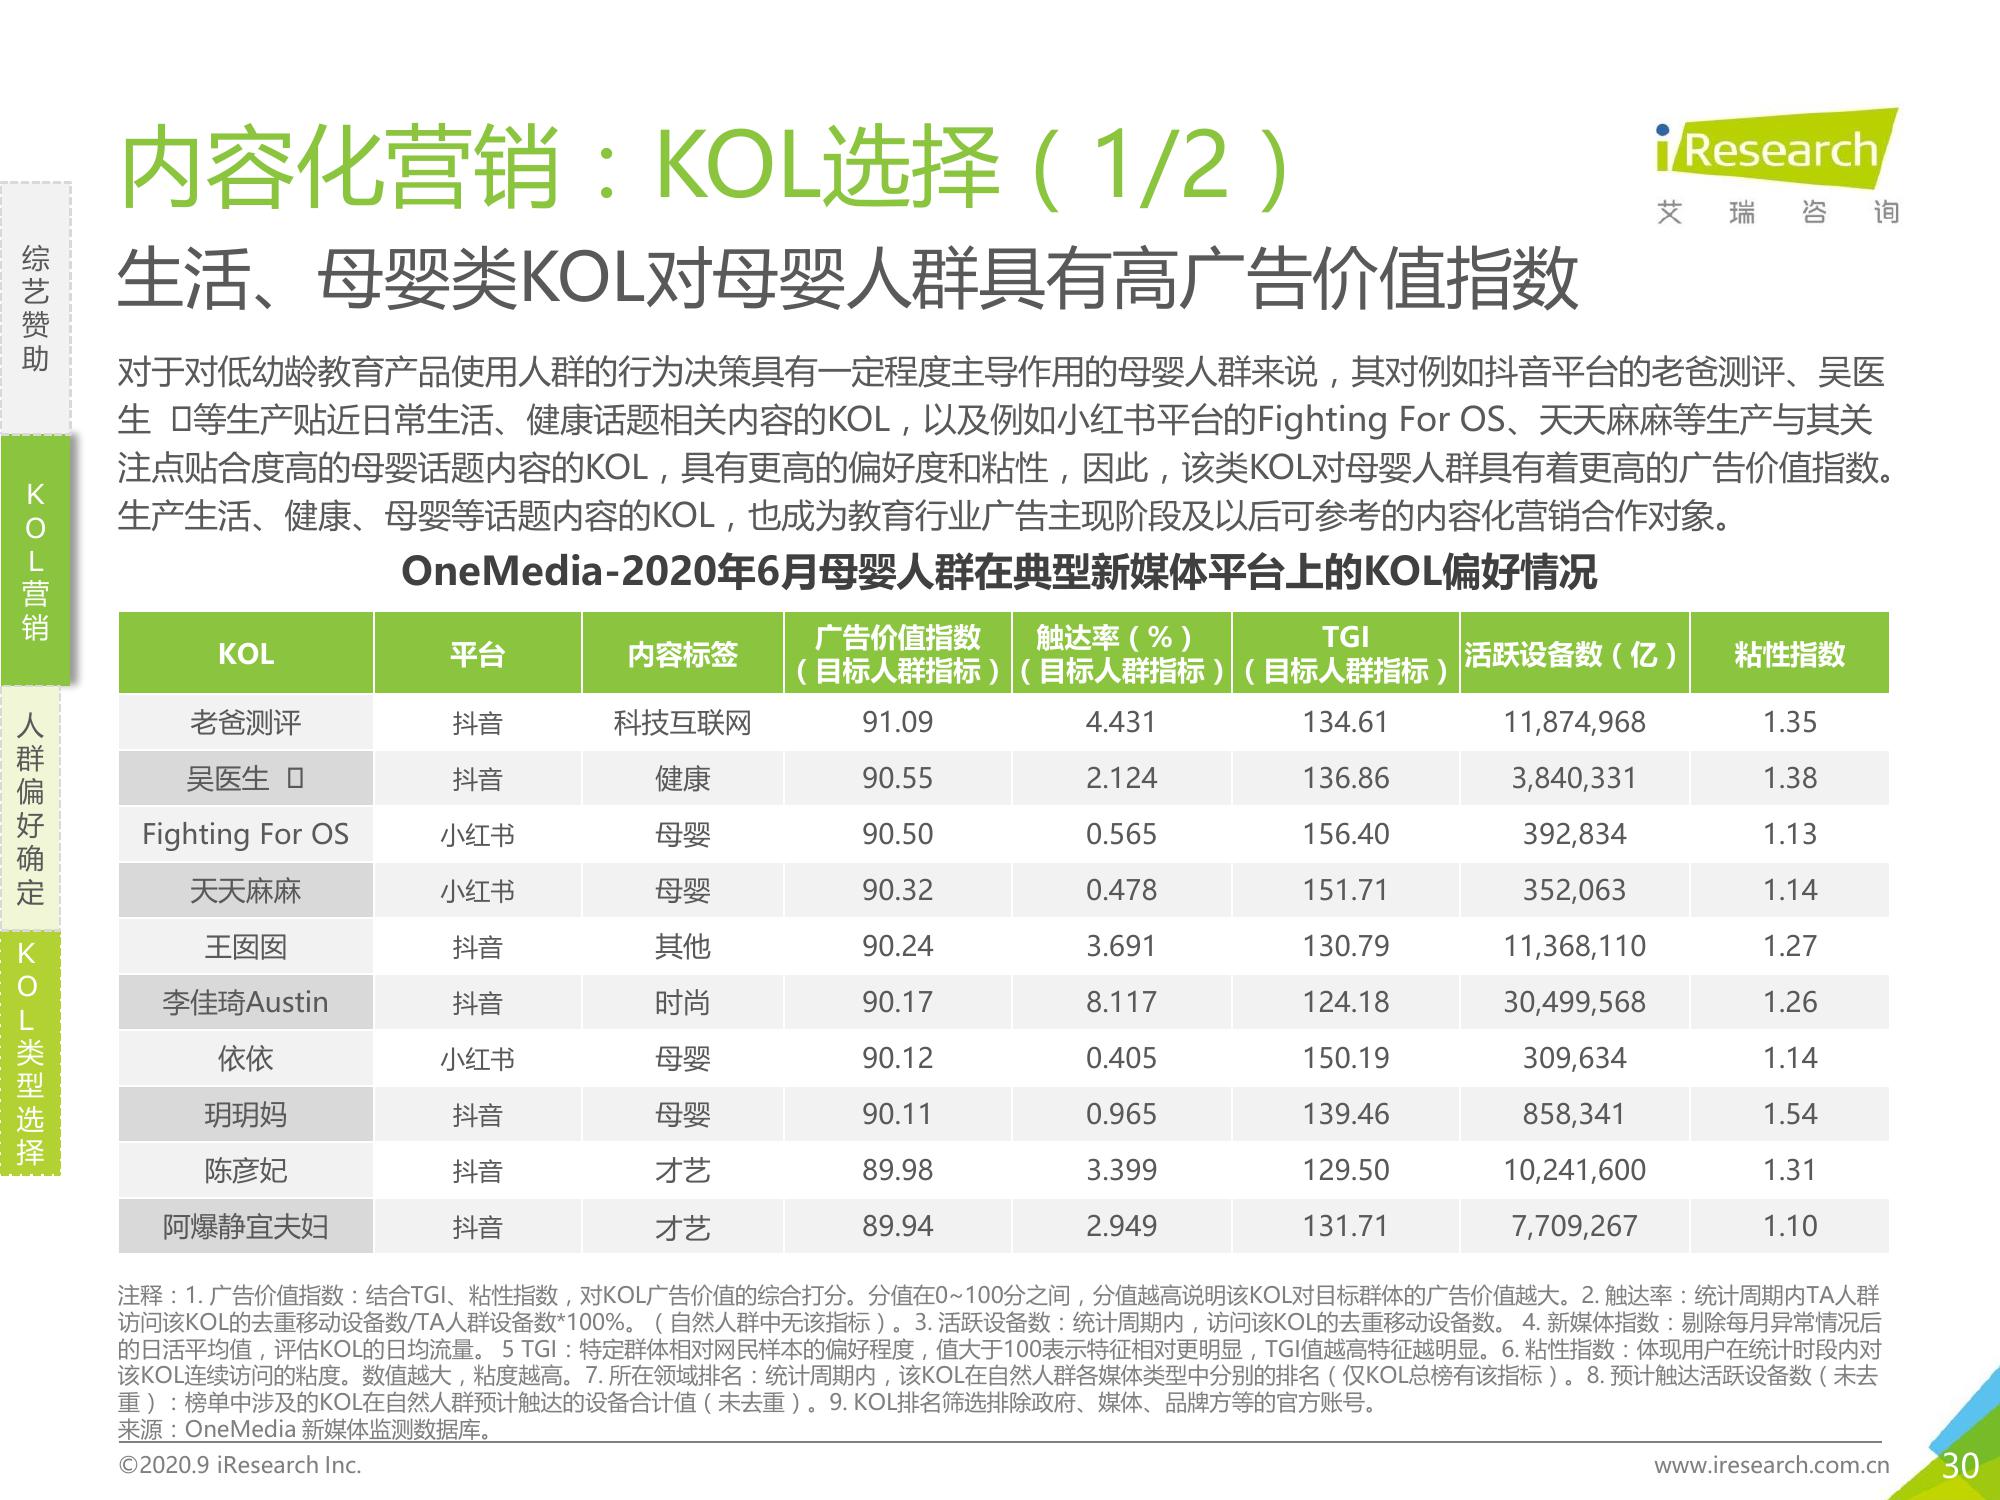 内容化营销：KOL选择（1/2）
iResearch
艾 瑞 咨 询
生活、母婴类KOL对母婴人群具有高广告价值指数
综艺赞助
KOL营销
人群偏好确定
KOL类型选择
对于对低幼龄教育产品使用人群的行为决策具有一定程度主导作用的母婴人群来说，其对例如抖音平台的老爸测评、吴医
生 等生产贴近日常生活、健康话题相关内容的KOL，以及例如小红书平台的Fighting For OS、天天麻麻等生产与其关
注点贴合度高的母婴话题内容的KOL，具有更高的偏好度和粘性，因此，该类KOL对母婴人群具有着更高的广告价值指数。
生产生活、健康、母婴等话题内容的KOL，也成为教育行业广告主现阶段及以后可参考的内容化营销合作对象。
OneMedia-2020年6月母婴人群在典型新媒体平台上的KOL偏好情况
KOL 平台 内容标签 广告价值指数（目标人群指标） 触达率（%）（目标人群指标） TGI（目标人群指标） 活跃设备数（亿） 粘性指数
老爸测评 抖音 科技互联网 91.09 4.431 134.61 11,874,968 1.35
吴医生 抖音 健康 90.55 2.124 136.86 3,840,331 1.38
Fighting For OS 小红书 母婴 90.50 0.565 156.40 392,834 1.13
天天麻麻 小红书 母婴 90.32 0.478 151.71 352,063 1.14
王囡囡 抖音 其他 90.24 3.691 130.79 11,368,110 1.27
李佳琦Austin 抖音 时尚 90.17 8.117 124.18 30,499,568 1.26
依依 小红书 母婴 90.12 0.405 150.19 309,634 1.14
玥玥妈 抖音 母婴 90.11 0.965 139.46 858,341 1.54
陈彦妃 抖音 才艺 89.98 3.399 129.50 10,241,600 1.31
阿爆静宜夫妇 抖音 才艺 89.94 2.949 131.71 7,709,267 1.10
注释：1. 广告价值指数：结合TGI、粘性指数，对KOL广告价值的综合打分。分值在0~100分之间，分值越高说明该KOL对目标群体的广告价值越大。2. 触达率：统计周期内TA人群
访问该KOL的去重移动设备数/TA人群设备数*100%。（自然人群中无该指标）。3. 活跃设备数：统计周期内，访问该KOL的去重移动设备数。 4. 新媒体指数：剔除每月异常情况后
的日活平均值，评估KOL的日均流量。 5 TGI：特定群体相对网民样本的偏好程度，值大于100表示特征相对更明显，TGI值越高特征越明显。6. 粘性指数：体现用户在统计时段内对
该KOL连续访问的粘度。数值越大，粘度越高。7. 所在领域排名：统计周期内，该KOL在自然人群各媒体类型中分别的排名（仅KOL总榜有该指标）。8. 预计触达活跃设备数（未去
重）：榜单中涉及的KOL在自然人群预计触达的设备合计值（未去重）。9. KOL排名筛选排除政府、媒体、品牌方等的官方账号。
来源：OneMedia 新媒体监测数据库。
©2020.9 iResearch Inc.
www.iresearch.com.cn
30